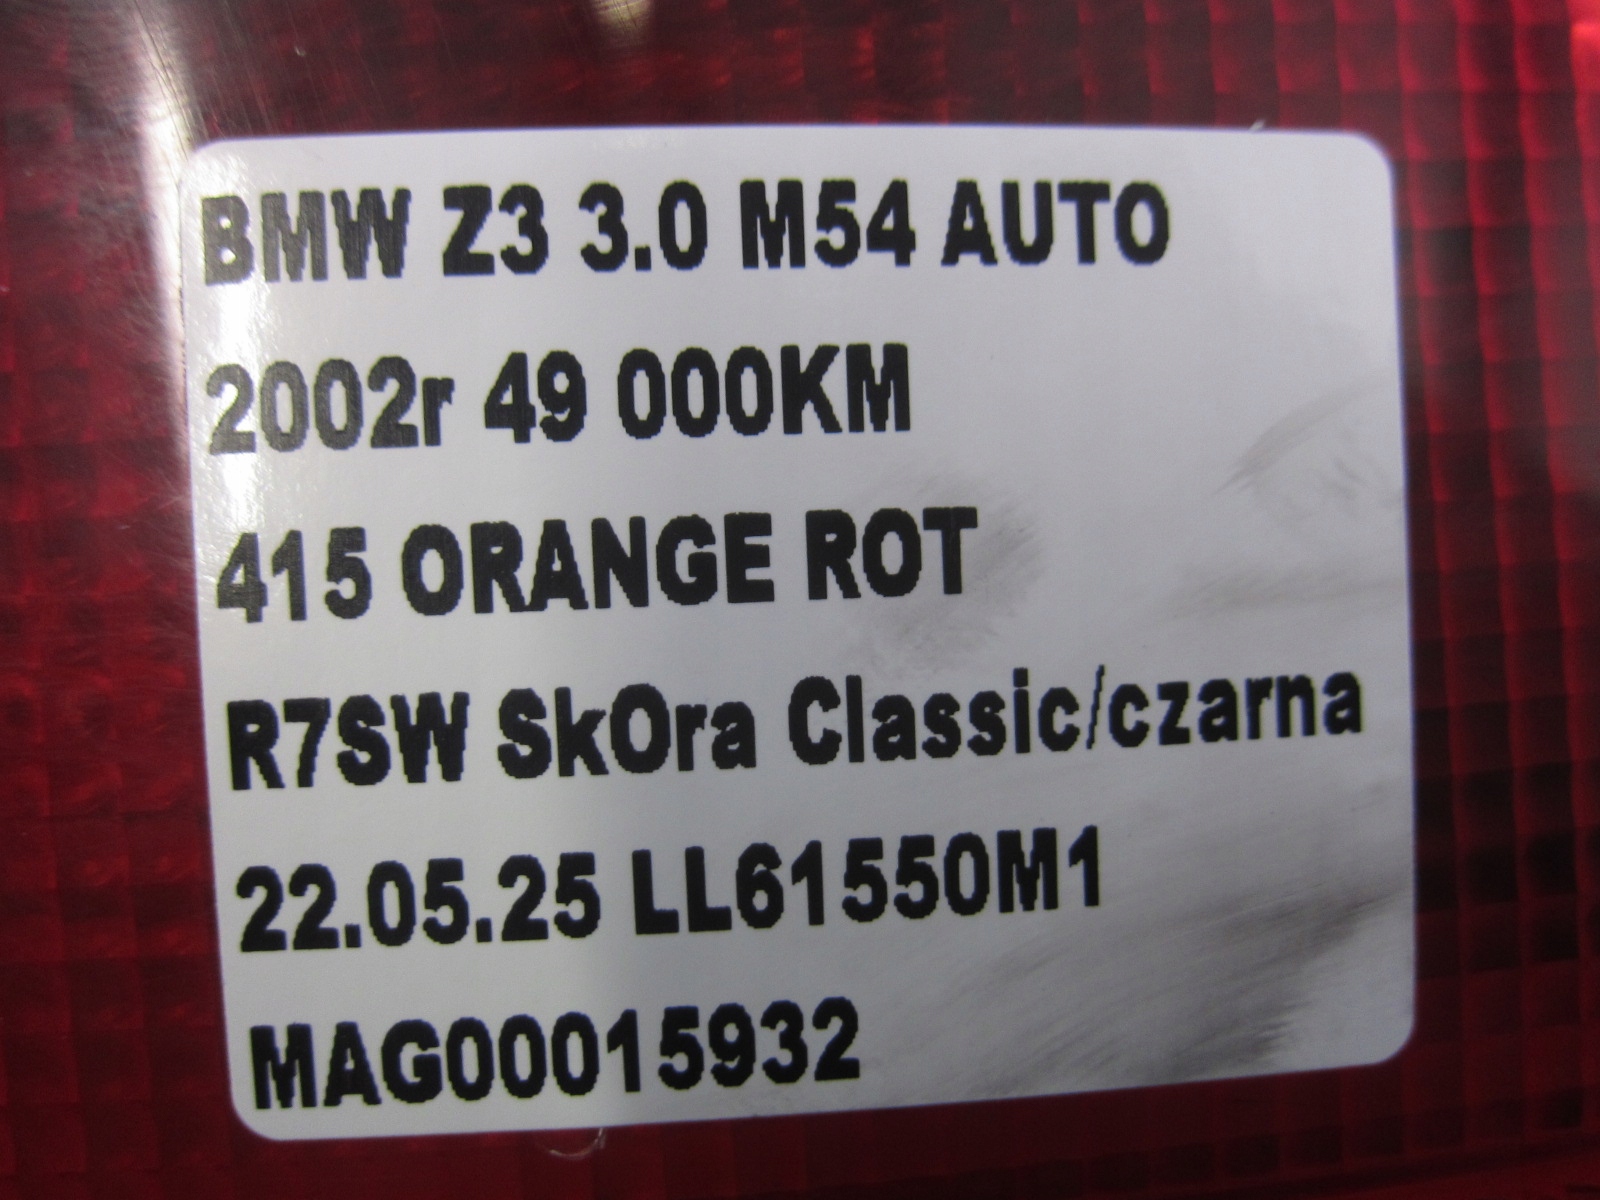 BMW Z3 3.0 M54 AUTO
2002r 49 000KM
415 ORANGE ROT
R7SW SkOra Classic/czarna
22.05.25 LL61550M1
MAG00015932